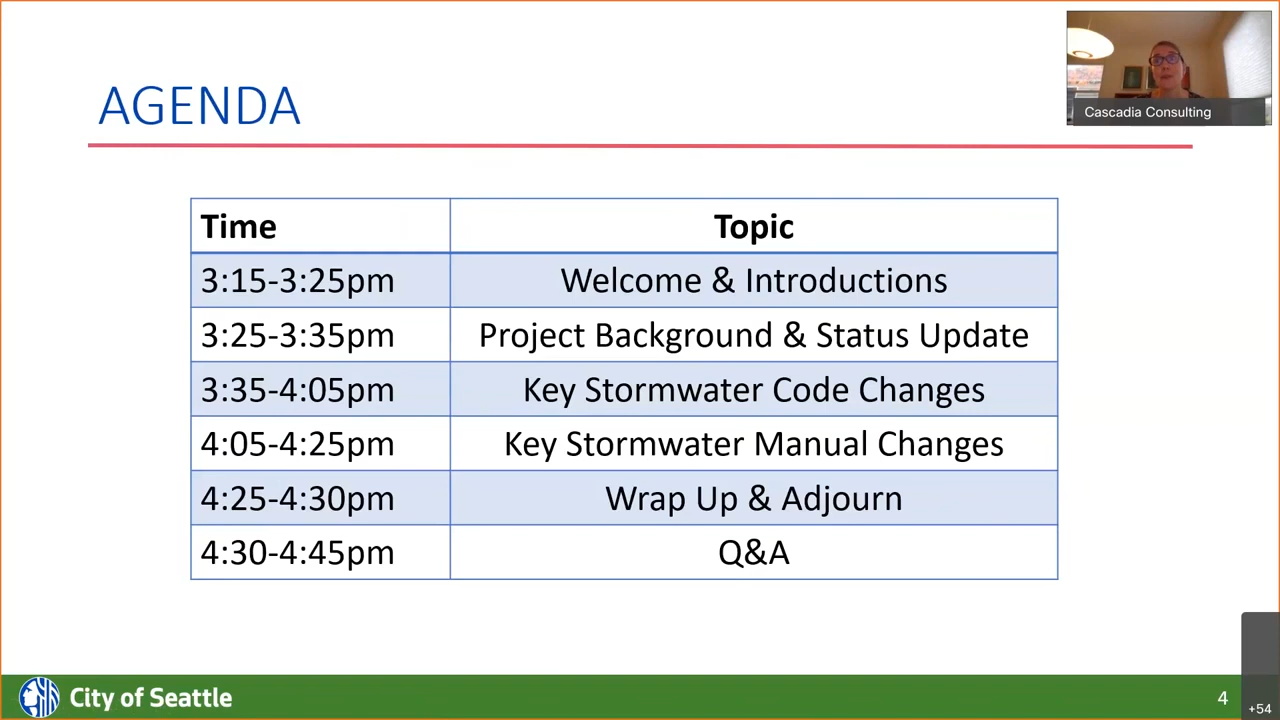 Cascadia Consulting
AGENDA
Time Topic
3:15-3:25pm Welcome & Introductions
3:25-3:35pm Project Background & Status Update
3:35-4:05pm Key Stormwater Code Changes
4:05-4:25pm Key Stormwater Manual Changes
4:25-4:30pm Wrap Up & Adjourn
4:30-4:45pm Q&A
City of Seattle 4
+54